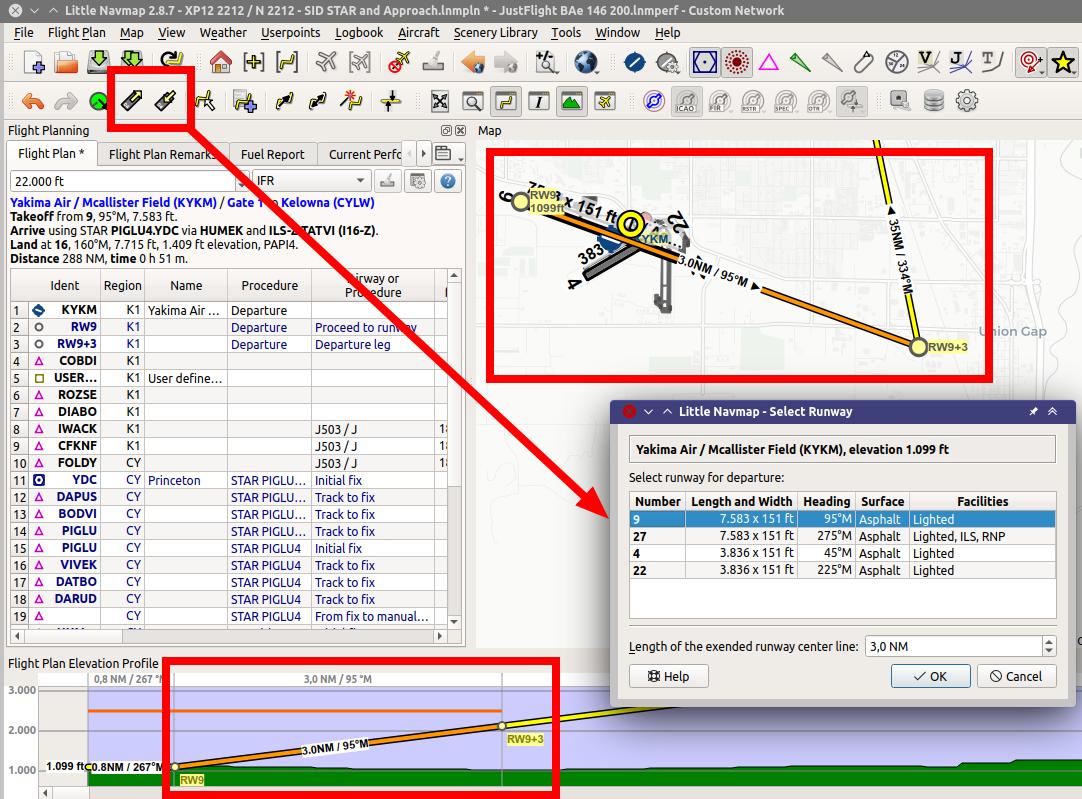 Little Navmap 2.8.7 - XP12 2212 / N 2212 - SID STAR and Approach.lnmpln * - JustFlight BAe 146 200.lnmperf - Custom Network
File Flight Plan Map View Weather Userpoints Logbook Aircraft Scenery Library Tools Window Help
ICAO FIR RSTR SPEC OTR
Flight Planning
Flight Plan * Flight Plan Remark Fuel Report Current Perfo
22.000 ft IFR
Yakima Air / Mcallister Field (KYKM) / Gate 1 to Kelowna (CYLW)
Takeoff from 9, 95°M, 7.583 ft.
Arrive using STAR PIGLU4.YDC via HUMEK and ILS-Z TATVI (I16-Z).
Land at 16, 160°M, 7.715 ft, 1.409 ft elevation, PAPI4.
Distance 288 NM, time 0 h 51 m.
Ident Region Name Procedure Airway or Procedure
1 KYKM K1 Yakima Air ... Departure
2 RW9 K1 Departure Proceed to runway
3 RW9+3 K1 Departure Departure leg
4 COBDI K1
5 USER... K1 User define...
6 ROZSE K1
7 DIABO K1
8 IWACK K1 J503 / J
9 CFKNF K1 J503 / J
10 FOLDY CY J503 / J
11 YDC CY Princeton STAR PIGLU... Initial fix
12 DAPUS CY STAR PIGLU... Track to fix
13 BODVI CY STAR PIGLU... Track to fix
14 PIGLU CY STAR PIGLU... Track to fix
15 PIGLU CY STAR PIGLU4 Initial fix
16 VIVEK CY STAR PIGLU4 Track to fix
17 DATBO CY STAR PIGLU4 Track to fix
18 DARUD CY STAR PIGLU4 Track to fix
19 CY STAR PIGLU4 From fix to manual...
Map
9
RW9
1099ft
x 151 ft
22
KYKM
383
4
3.0NM / 95°M
35NM / 334°M
RW9+3
Union Gap
Little Navmap - Select Runway
Yakima Air / Mcallister Field (KYKM), elevation 1.099 ft
Select runway for departure:
Number Length and Width Heading Surface Facilities
9 7.583 x 151 ft 95°M Asphalt Lighted
27 7.583 x 151 ft 275°M Asphalt Lighted, ILS, RNP
4 3.836 x 151 ft 45°M Asphalt Lighted
22 3.836 x 151 ft 225°M Asphalt Lighted
Length of the exended runway center line: 3,0 NM
Help OK Cancel
Flight Plan Elevation Profile
0,8 NM / 267 °M 3,0 NM / 95 °M
3.000
2.000
1.000
1.099 ft
0.8NM / 267°M
3.0NM / 95°M
RW9
RW9+3